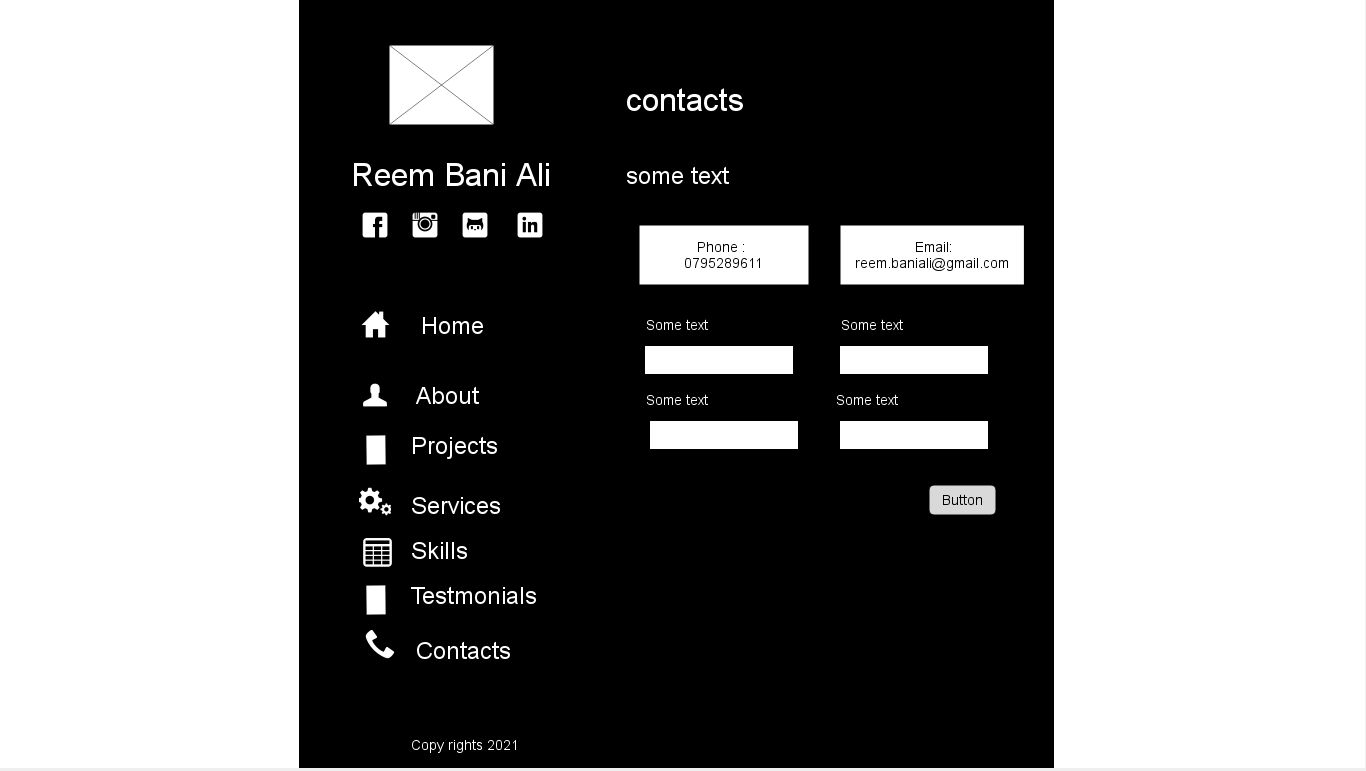 Reem Bani Ali
Home
About
Projects
Services
Skills
Testmonials
Contacts
Copy rights 2021
contacts
some text
Phone :
0795289611
Email:
reem.baniali@gmail.com
Some text
Some text
Some text
Some text
Button